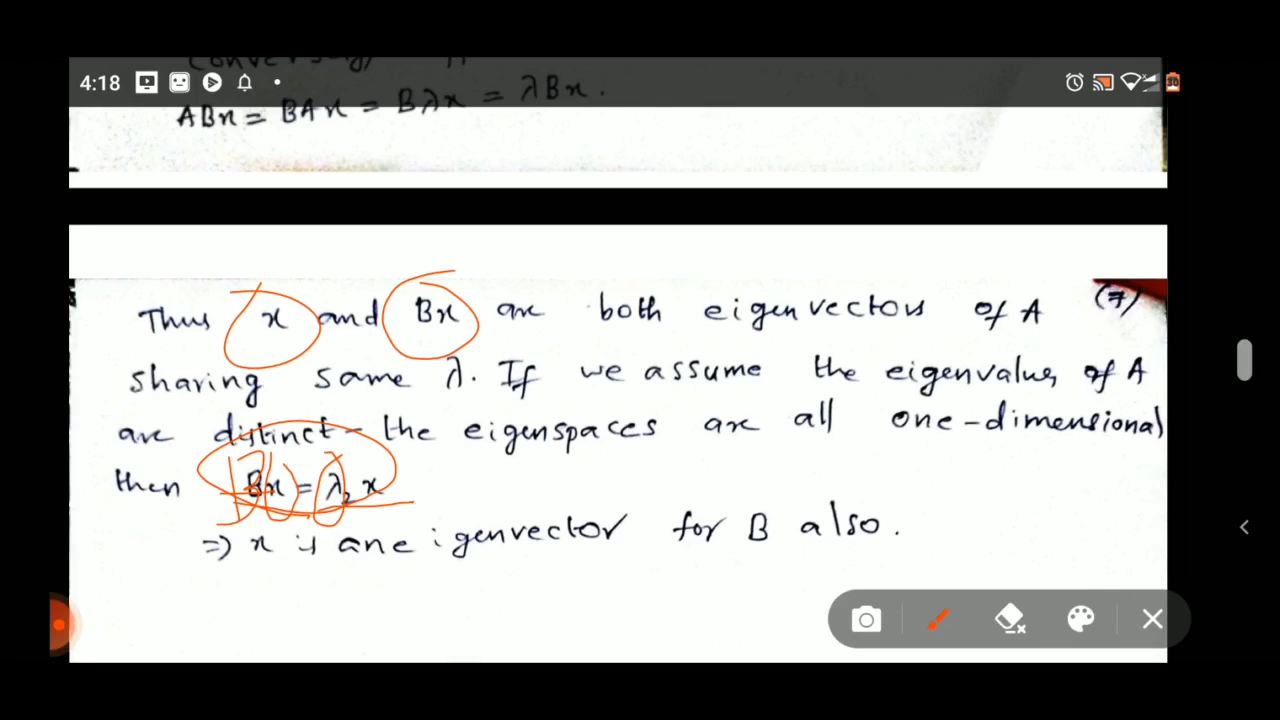 4:18
30
ABx = BAx = Bλx = λBx.
Thus x and Bx are both eigenvectors of A (7)
sharing same λ. If we assume the eigenvalues of A
are distinct - the eigenspaces are all one-dimensional
then Bx = λ₂ x
⇒ x is an eigenvector for B also.